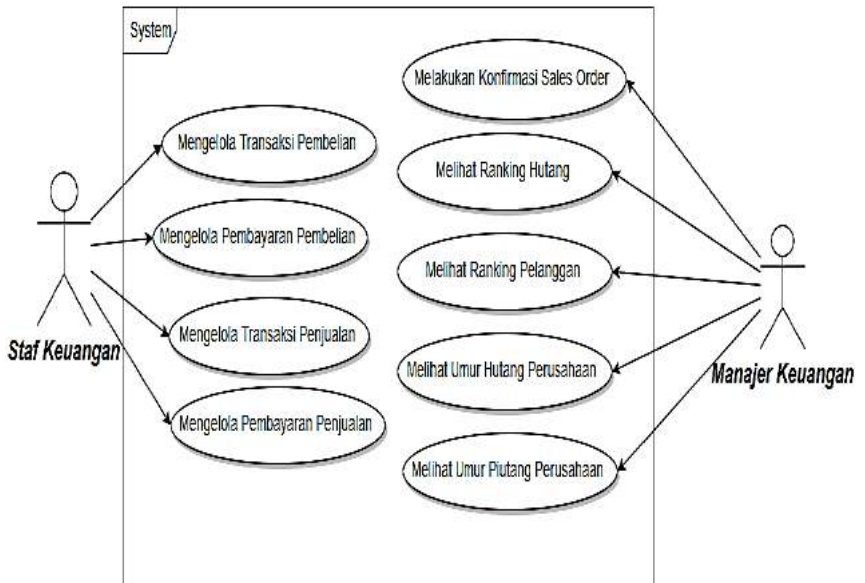 System
Melakukan Konfirmasi Sales Order
Mengelola Transaksi Pembelian
Melihat Ranking Hutang
Mengelola Pembayaran Pembelian
Melihat Ranking Pelanggan
Mengelola Transaksi Penjualan
Staf Keuangan
Melihat Umur Hutang Perusahaan
Manajer Keuangan
Mengelola Pembayaran Penjualan
Melihat Umur Piutang Perusahaan